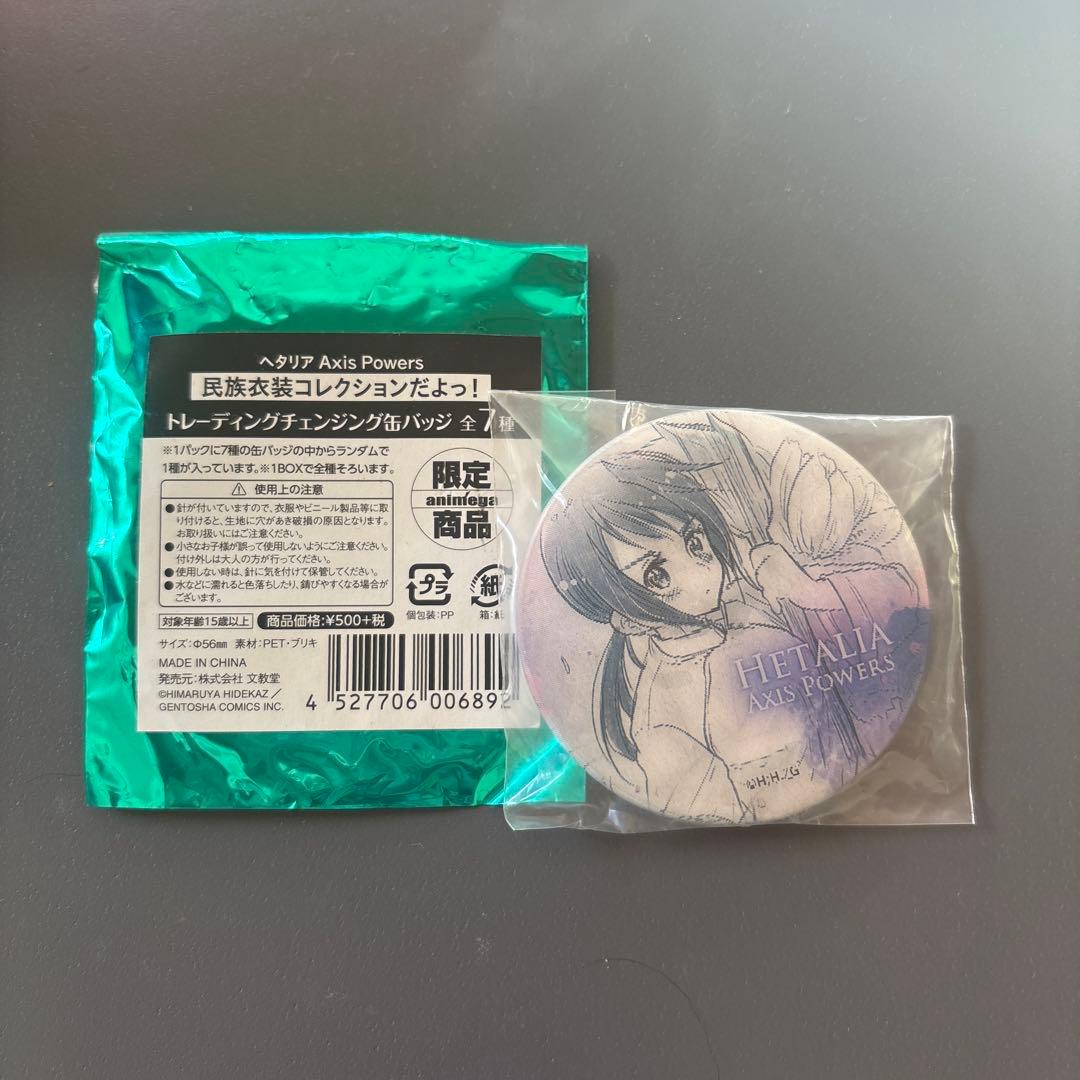 ヘタリア Axis Powers
民族衣装コレクションだよっ!
トレーディングチェンジング缶バッジ 全7種
※1パックに7種の缶バッジの中からランダムで
1種が入っています。※1BOXで全種そろいます。
限定
animega
商品
⚠ 使用上の注意
●針が付いていますので、衣服やビニール製品等に取
り付けると、生地に穴があき破損の原因となります。
お取り扱いにはご注意ください。
●小さなお子様が誤って使用しないようにご注意ください。
付け外しは大人の方が行ってください。
●使用しない時は、針に気を付けて保管してください。
●水などに濡れると色落ちしたり、錆びやすくなる場合が
ございます。
プラ
個包装:PP
紙
箱:紙
対象年齢15歳以上
商品価格:¥500+税
サイズ:Φ56mm 素材:PET・ブリキ
MADE IN CHINA
発売元:株式会社 文教堂
©HIMARUYA HIDEKAZ/
GENTOSHA COMICS INC.
4 527706 006892
HETALIA
AXIS POWERS
©H.H./G